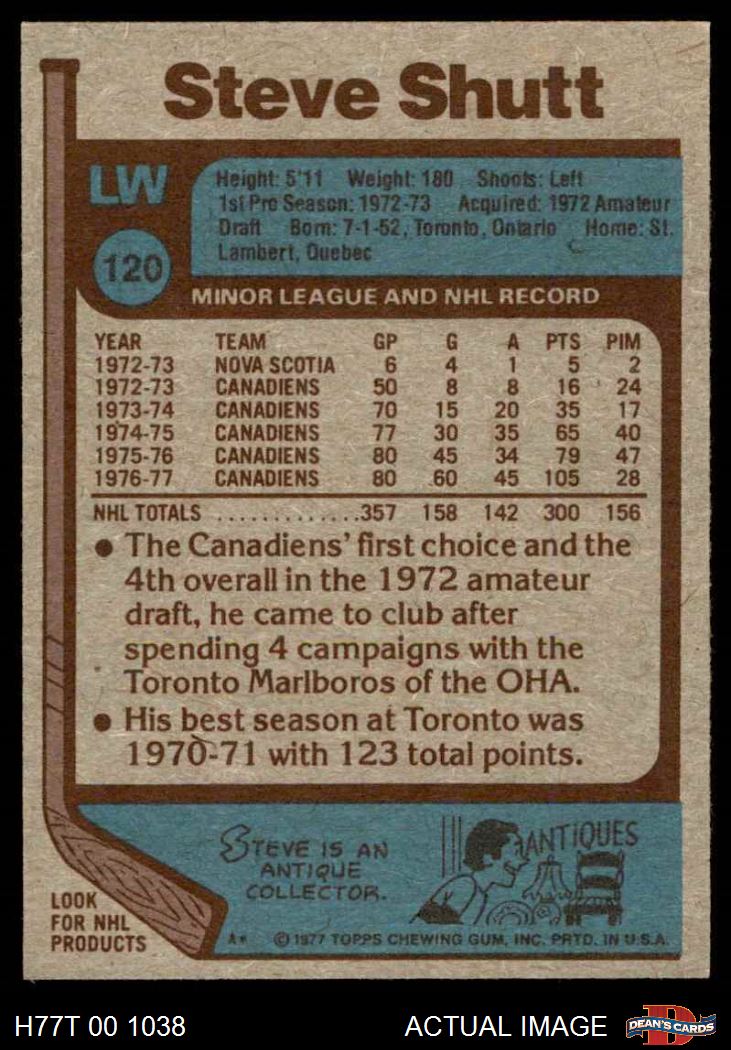 Steve Shutt
LW
120
Height: 5'11 Weight: 180 Shoots: Left
1st Pro Season: 1972-73 Acquired: 1972 Amateur
Draft Born: 7-1-52, Toronto, Ontario Home: St.
Lambert, Quebec
MINOR LEAGUE AND NHL RECORD
YEAR TEAM GP G A PTS PIM
1972-73 NOVA SCOTIA 6 4 1 5 2
1972-73 CANADIENS 50 8 8 16 24
1973-74 CANADIENS 70 15 20 35 17
1974-75 CANADIENS 77 30 35 65 40
1975-76 CANADIENS 80 45 34 79 47
1976-77 CANADIENS 80 60 45 105 28
NHL TOTALS .............357 158 142 300 156
● The Canadiens' first choice and the
4th overall in the 1972 amateur
draft, he came to club after
spending 4 campaigns with the
Toronto Marlboros of the OHA.
● His best season at Toronto was
1970-71 with 123 total points.
STEVE IS AN
ANTIQUE
COLLECTOR.
ANTIQUES
LOOK
FOR NHL
PRODUCTS
A* © 1977 TOPPS CHEWING GUM, INC. PRTD. IN U.S.A.
H77T 00 1038 ACTUAL IMAGE D DEAN'S CARDS